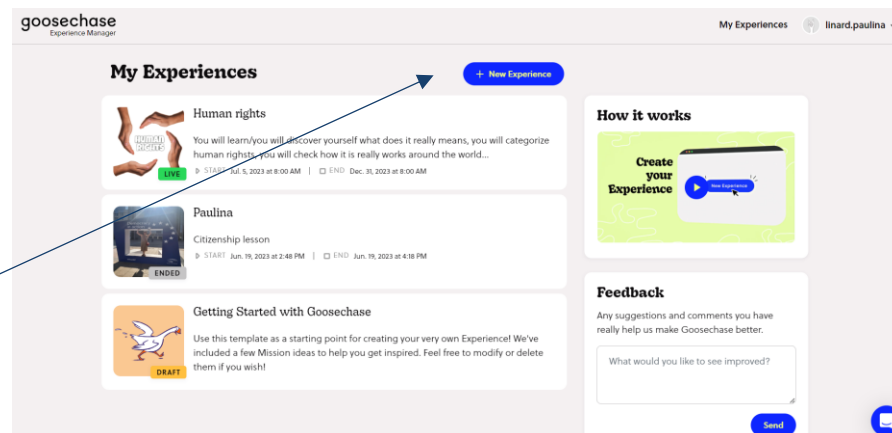 goosechase
Experience Manager
My Experiences
linard.paulina
My Experiences
+ New Experience
Human rights
You will learn/you will discover yourself what does it really means, you will categorize
human righsts, you will check how it is really works around the world...
START Jul. 5, 2023 at 8:00 AM | END Dec. 31, 2023 at 8:00 AM
HUMAN
RIGHTS
LIVE
Paulina
Citizenship lesson
START Jun. 19, 2023 at 2:48 PM | END Jun. 19, 2023 at 4:18 PM
ENDED
Getting Started with Goosechase
Use this template as a starting point for creating your very own Experience! We've
included a few Mission ideas to help you get inspired. Feel free to modify or delete
them if you wish!
DRAFT
How it works
Create
your
Experience
New Experience
Feedback
Any suggestions and comments you have
really help us make Goosechase better.
What would you like to see improved?
Send